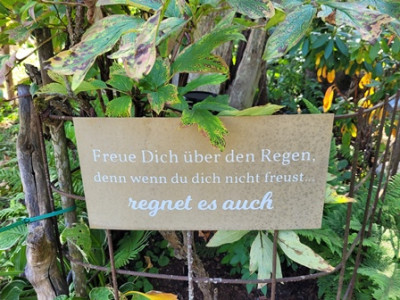 Freue Dich über den Regen,
denn wenn du dich nicht freust...
regnet es auch